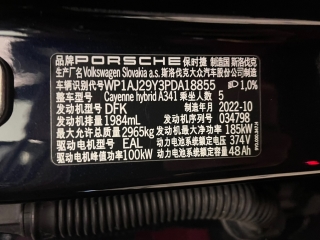 品牌 PORSCHE 保时捷 制造国 斯洛伐克
生产厂名 Volkswagen Slovakia a.s. 斯洛伐克大众汽车股份公司制造
车辆识别代号 WP1AJ29Y3PDA18855 1,0%
整车型号 Cayenne hybrid A341 乘坐人数 5
发动机型号 DFK 制造年月 2022-10
发动机排量 1984mL 发动机号 034798
最大允许总质量 2965kg 发动机最大净功率 185kW
驱动电机型号 EAL 动力电池系统额定电压 374V
驱动电机峰值功率 100kW 动力电池系统额定容量 48Ah